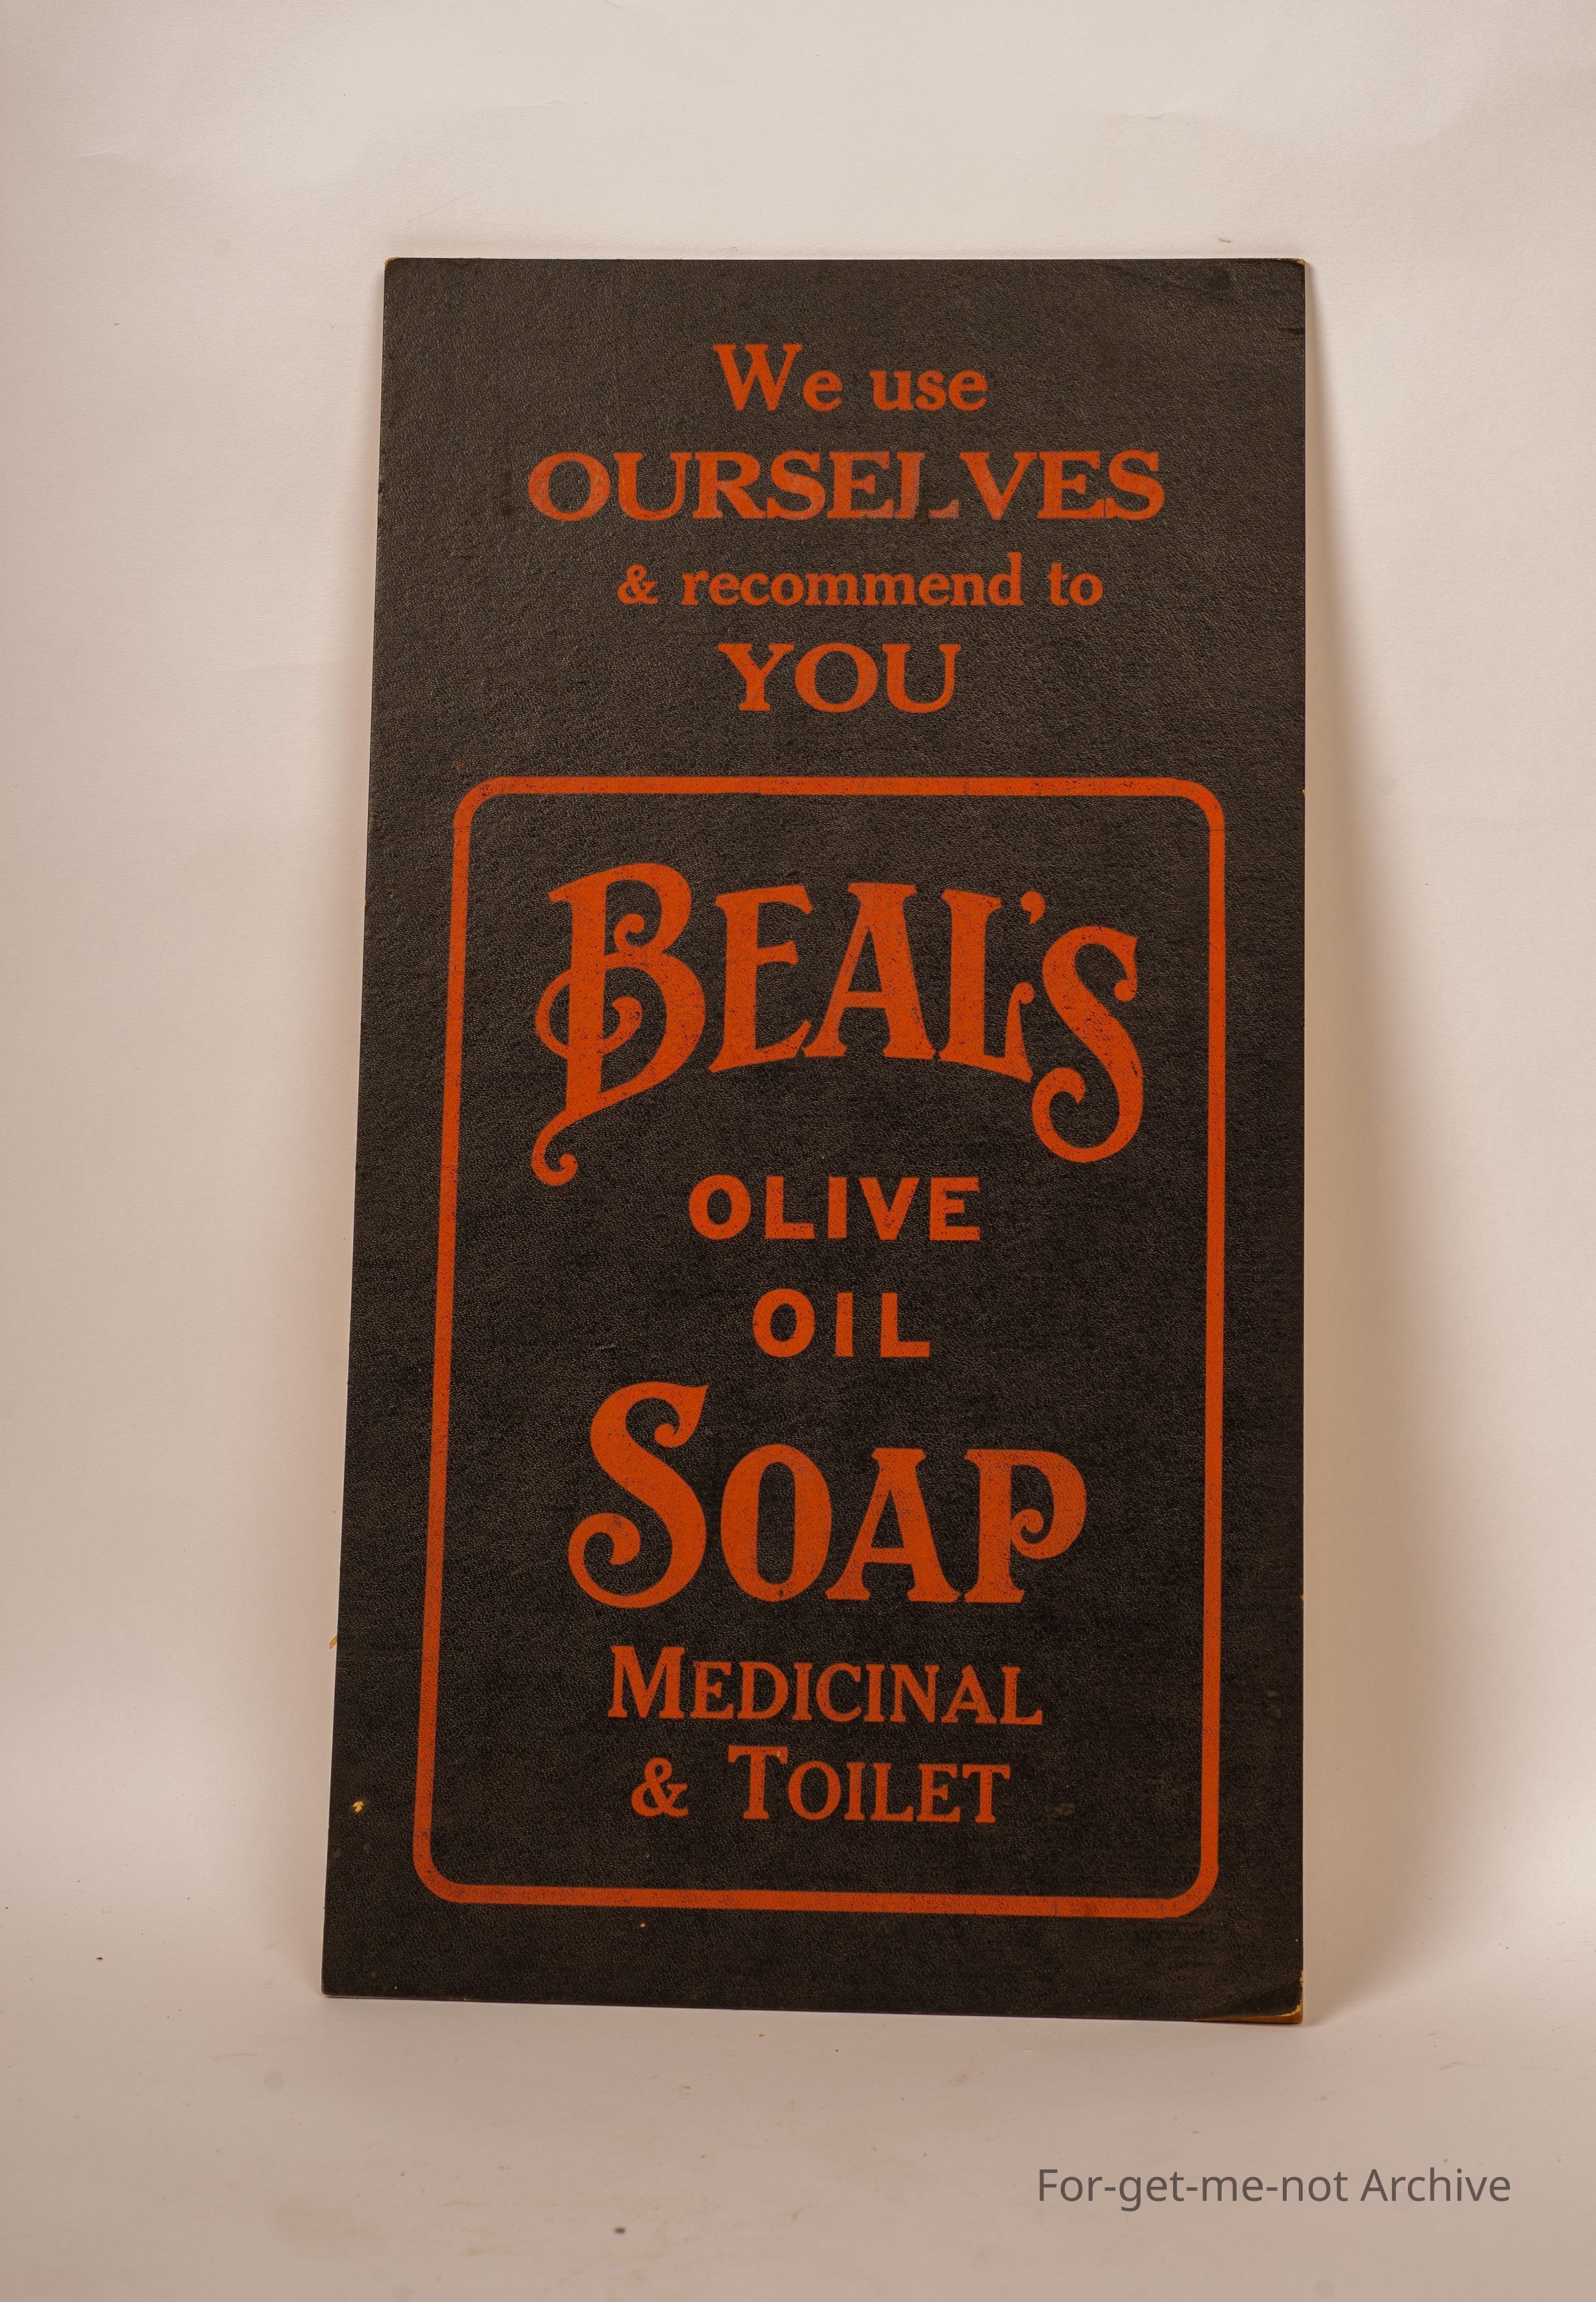 We use
OURSELVES
& recommend to
YOU
BEAL'S
OLIVE
OIL
SOAP
MEDICINAL
& TOILET
For-get-me-not Archive